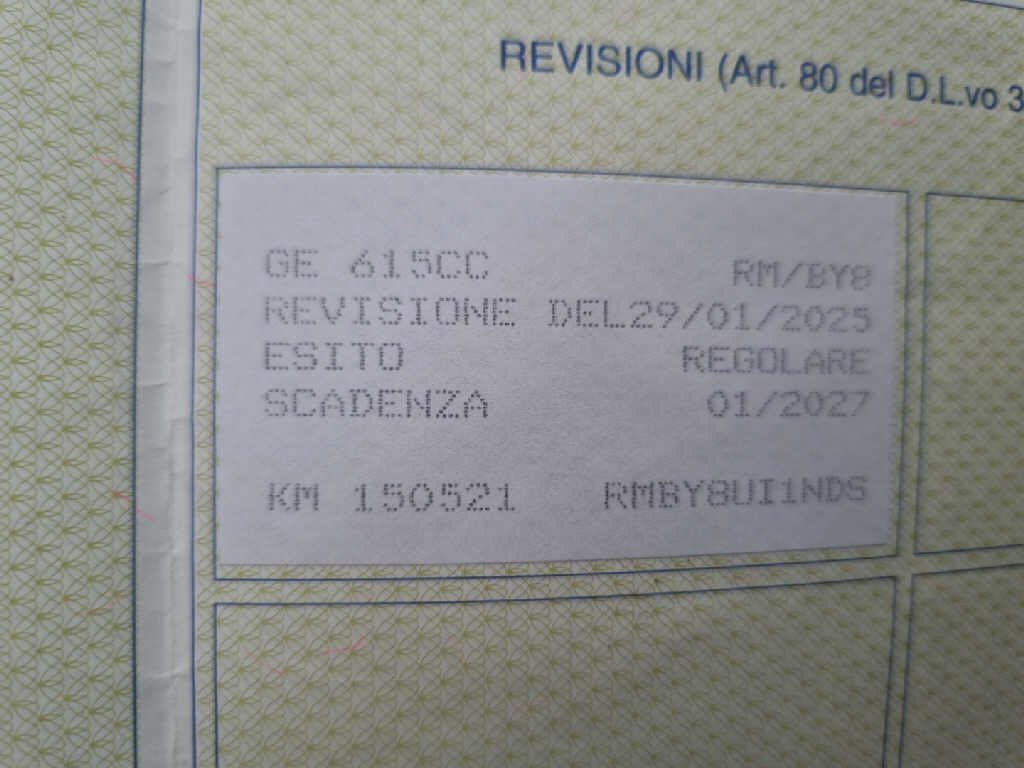 REVISIONI (Art. 80 del D.L.vo 3
GE 615CC RM/BY8
REVISIONE DEL29/01/2025
ESITO REGOLARE
SCADENZA 01/2027
KM 150521 RMBY8UI1NDS